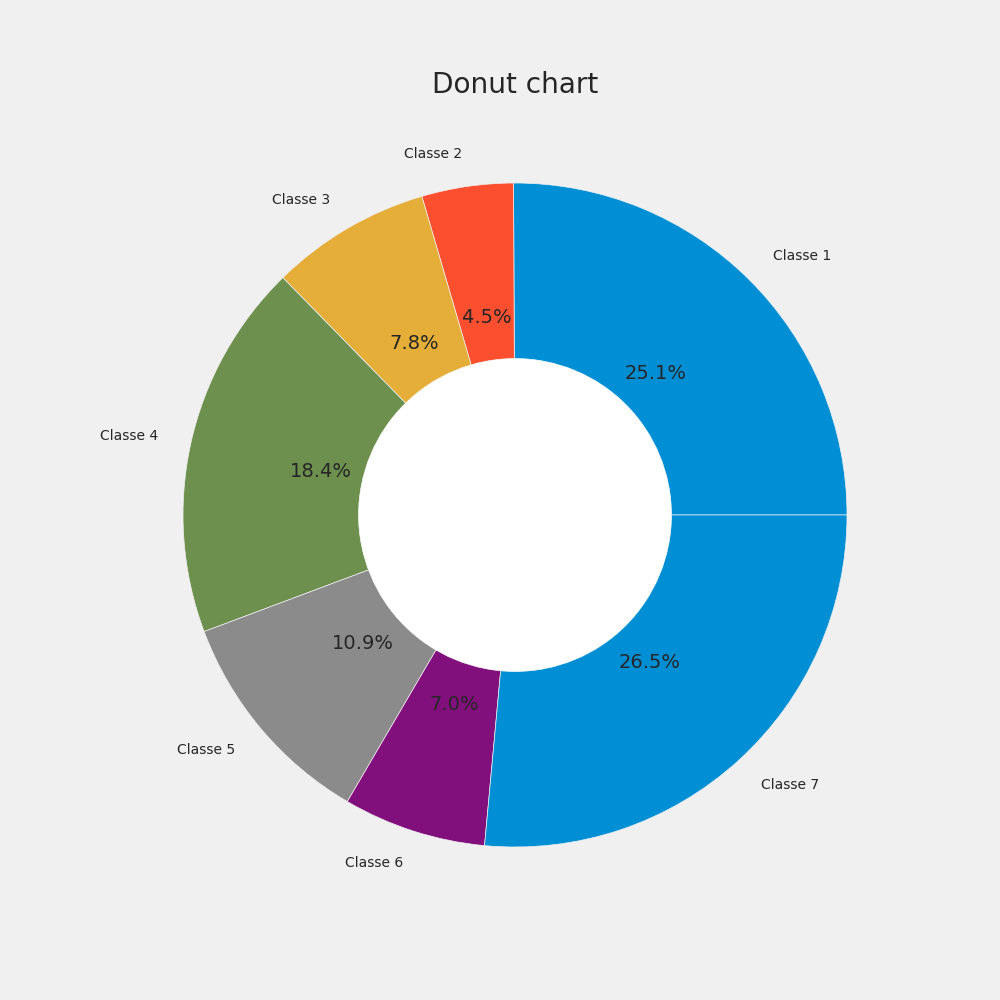 Donut chart
Classe 2
Classe 3
Classe 1
4.5%
7.8%
25.1%
Classe 4
18.4%
10.9%
26.5%
7.0%
Classe 5
Classe 7
Classe 6